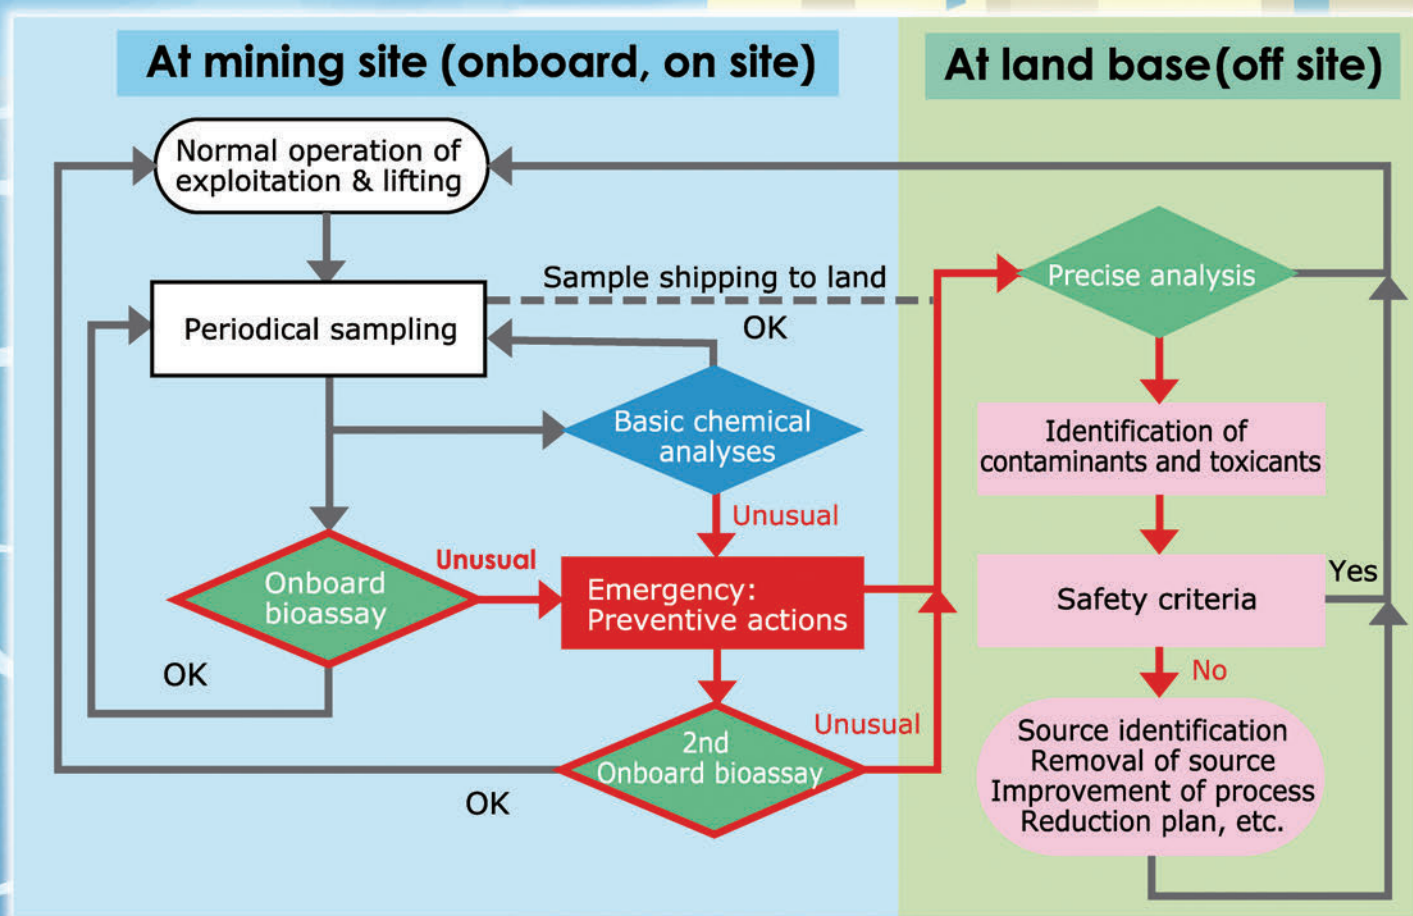 At mining site (onboard, on site)
At land base(off site)
Normal operation of
exploitation & lifting
Sample shipping to land
Precise analysis
Periodical sampling
OK
Basic chemical
analyses
Identification of
contaminants and toxicants
Unusual
Unusual
Onboard
bioassay
Emergency:
Preventive actions
Yes
Safety criteria
OK
No
Unusual
2nd
Onboard bioassay
OK
Source identification
Removal of source
Improvement of process
Reduction plan, etc.